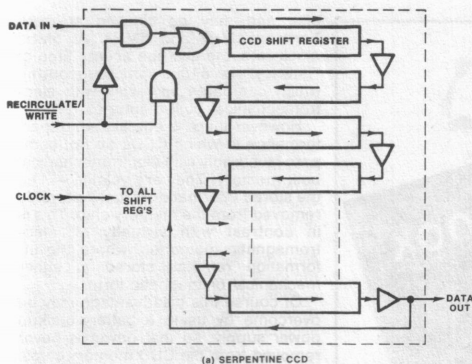 DATA IN
CCD SHIFT REGISTER
RECIRCULATE/
WRITE
CLOCK
TO ALL
SHIFT
REG'S
DATA
OUT
(a) SERPENTINE CCD